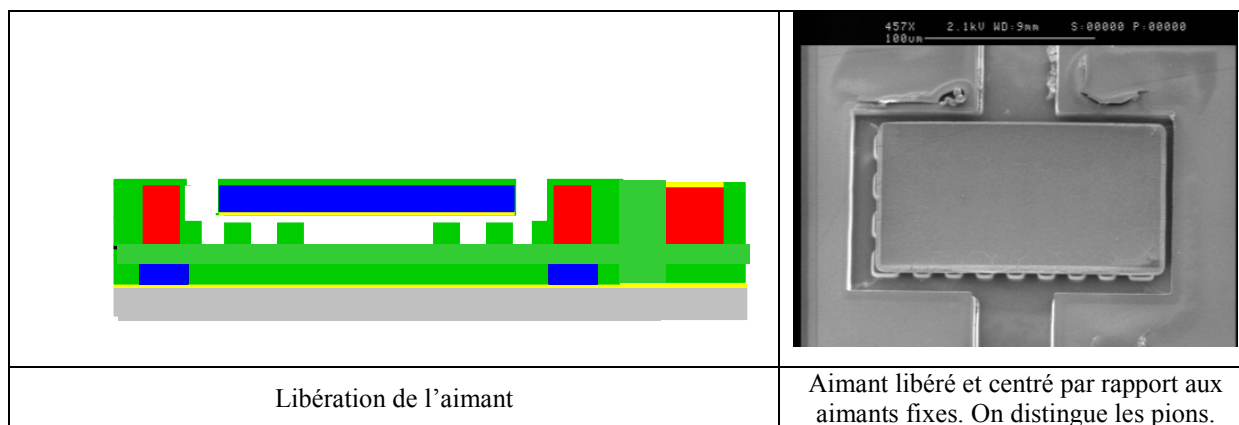 457X 2.1kV WD:9mm S:00000 P:00000
100um
Libération de l’aimant
Aimant libéré et centré par rapport aux
aimants fixes. On distingue les pions.